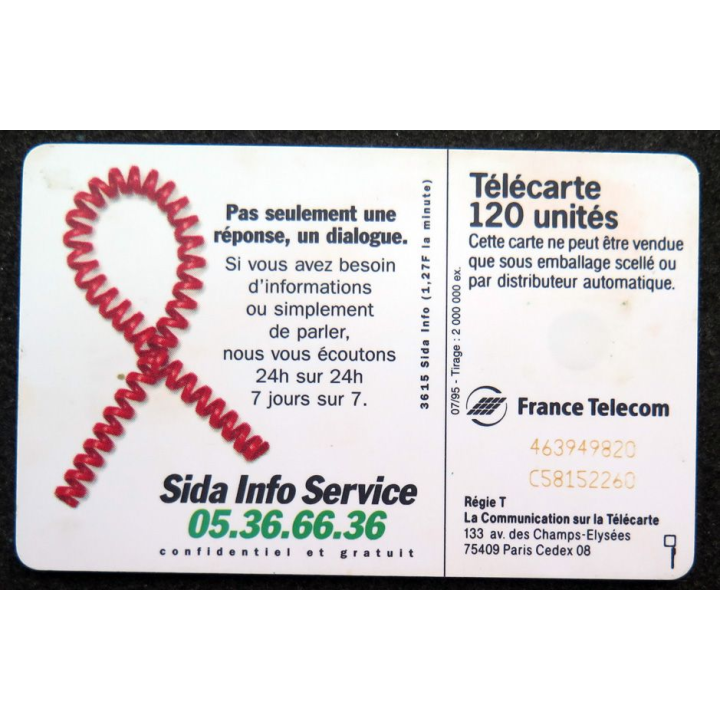 Pas seulement une
réponse, un dialogue.
Si vous avez besoin
d'informations
ou simplement
de parler,
nous vous écoutons
24h sur 24h
7 jours sur 7.
Sida Info Service
05.36.66.36
confidentiel et gratuit
3615 Sida Info (1,27F la minute)
07/95 - Tirage : 2 000 000 ex.
Télécarte
120 unités
Cette carte ne peut être vendue
que sous emballage scellé ou
par distributeur automatique.
France Telecom
463949820
C58152260
Régie T
La Communication sur la Télécarte
133 av. des Champs-Elysées
75409 Paris Cedex 08